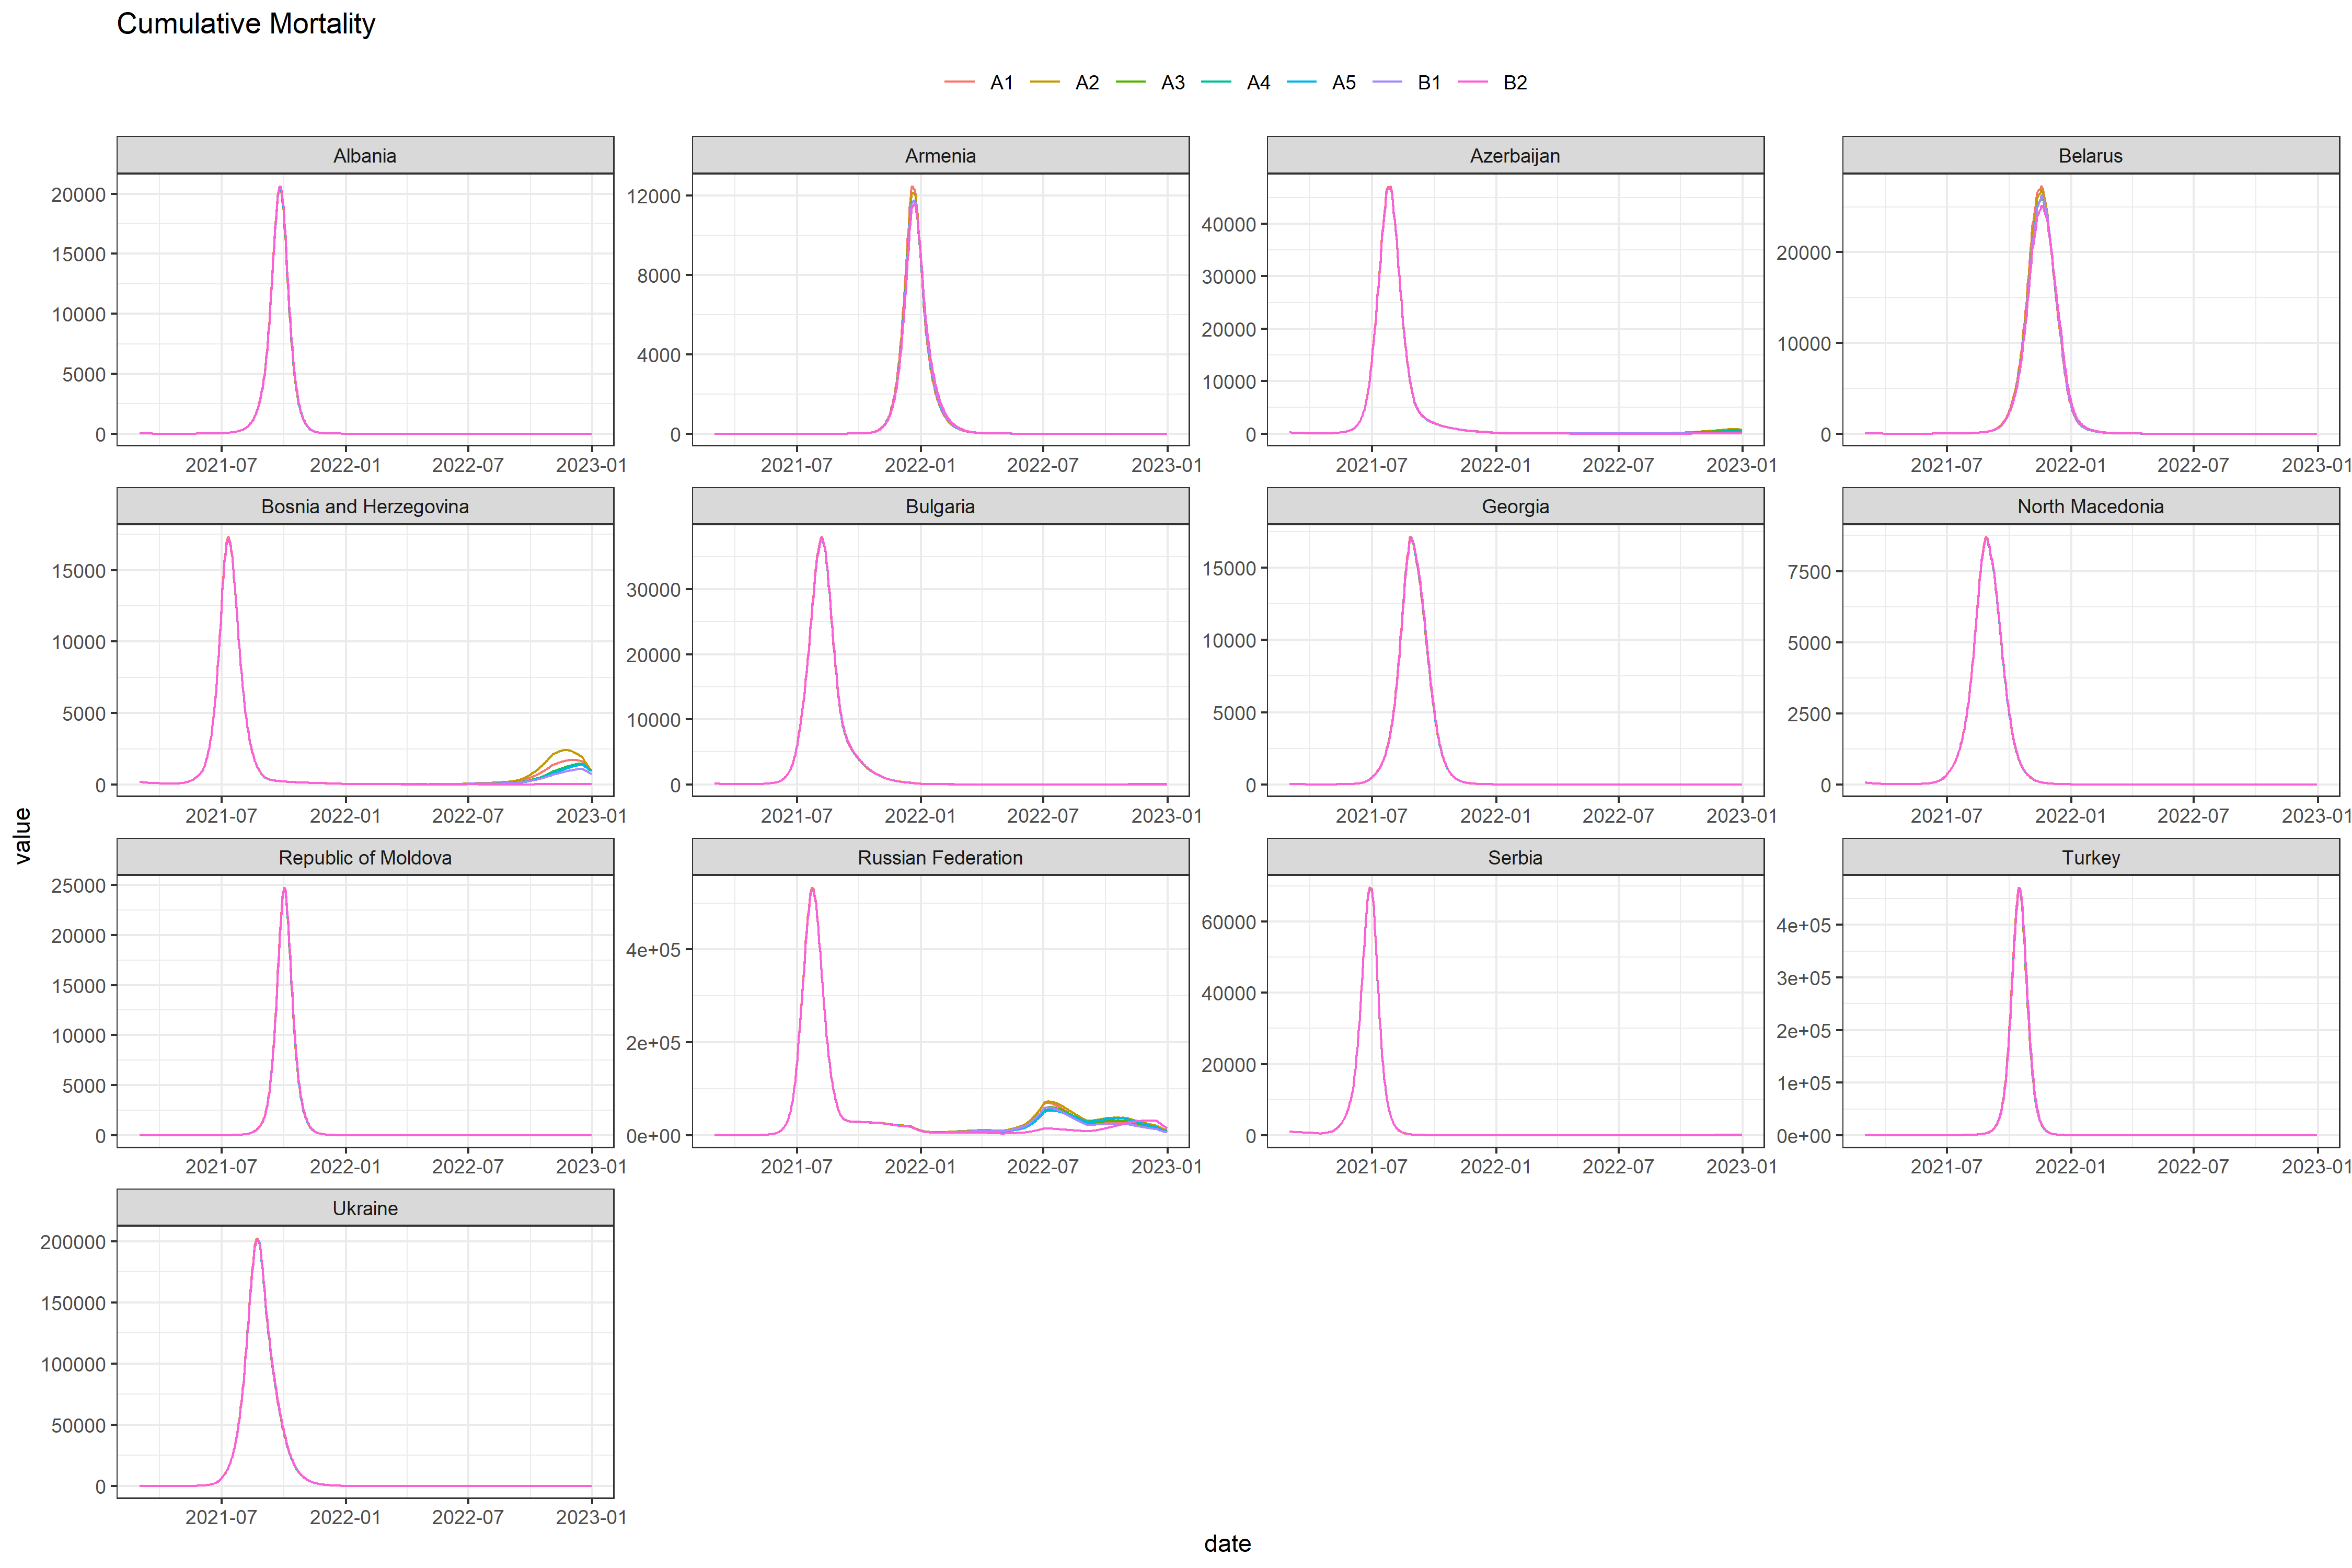 Cumulative Mortality
A1 A2 A3 A4 A5 B1 B2
Albania Armenia Azerbaijan Belarus
20000 15000 10000 5000 0
12000 8000 4000 0
40000 30000 20000 10000 0
20000 10000 0
2021-07 2022-01 2022-07 2023-01 2021-07 2022-01 2022-07 2023-01 2021-07 2022-01 2022-07 2023-01 2021-07 2022-01 2022-07 2023-01
Bosnia and Herzegovina Bulgaria Georgia North Macedonia
15000 10000 5000 0
30000 20000 10000 0
15000 10000 5000 0
7500 5000 2500 0
2021-07 2022-01 2022-07 2023-01 2021-07 2022-01 2022-07 2023-01 2021-07 2022-01 2022-07 2023-01 2021-07 2022-01 2022-07 2023-01
value
Republic of Moldova Russian Federation Serbia Turkey
25000 20000 15000 10000 5000 0
4e+05 2e+05 0e+00
60000 40000 20000 0
4e+05 3e+05 2e+05 1e+05 0e+00
2021-07 2022-01 2022-07 2023-01 2021-07 2022-01 2022-07 2023-01 2021-07 2022-01 2022-07 2023-01 2021-07 2022-01 2022-07 2023-01
Ukraine
200000 150000 100000 50000 0
2021-07 2022-01 2022-07 2023-01
date